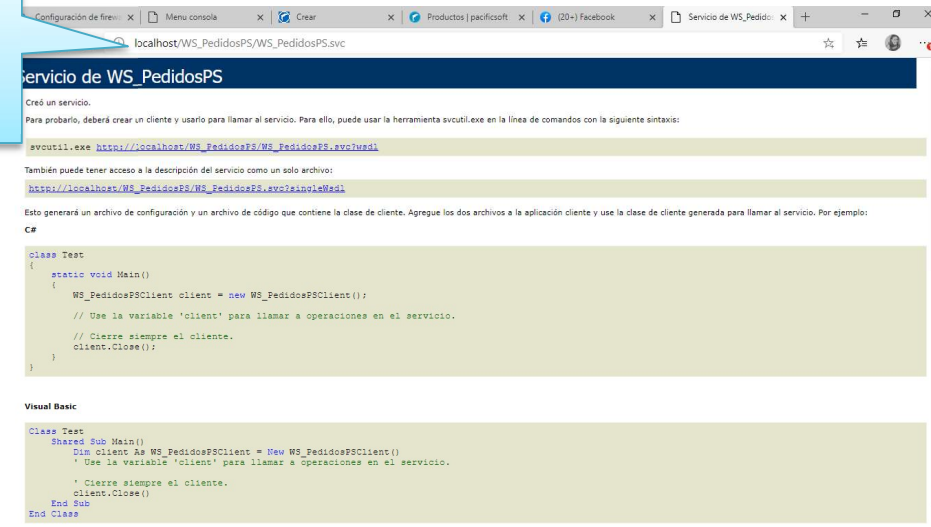 Configuración de firew
Menu consola
Crear
Productos | pacificsoft
(20+) Facebook
Servicio de WS_Pedidos
localhost/WS_PedidosPS/WS_PedidosPS.svc
Servicio de WS_PedidosPS
Creó un servicio.
Para probarlo, deberá crear un cliente y usarlo para llamar al servicio. Para ello, puede usar la herramienta svcutil.exe en la línea de comandos con la siguiente sintaxis:
svcutil.exe http://localhost/WS_PedidosPS/WS_PedidosPS.svc?wsdl
También puede tener acceso a la descripción del servicio como un solo archivo:
http://localhost/WS_PedidosPS/WS_PedidosPS.svc?singleWsdl
Esto generará un archivo de configuración y un archivo de código que contiene la clase de cliente. Agregue los dos archivos a la aplicación cliente y use la clase de cliente generada para llamar al servicio. Por ejemplo:
C#
class Test
{
    static void Main()
    {
        WS_PedidosPSClient client = new WS_PedidosPSClient();
        // Use la variable 'client' para llamar a operaciones en el servicio.
        // Cierre siempre el cliente.
        client.Close();
    }
}
Visual Basic
Class Test
    Shared Sub Main()
        Dim client As WS_PedidosPSClient = New WS_PedidosPSClient()
        ' Use la variable 'client' para llamar a operaciones en el servicio.
        ' Cierre siempre el cliente.
        client.Close()
    End Sub
End Class